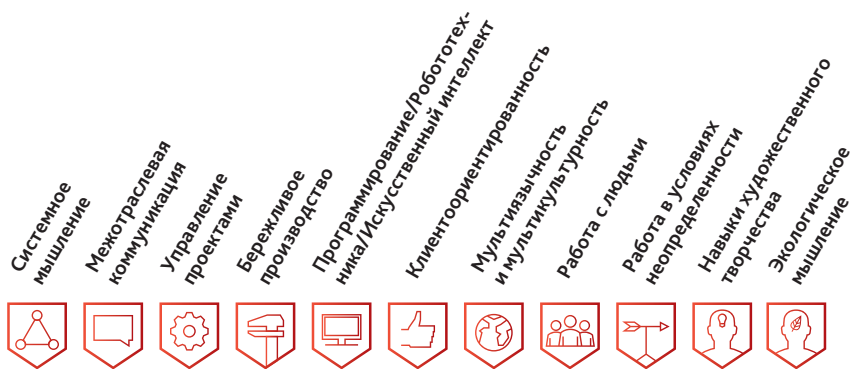 Системное
мышление
Межотраслевая
коммуникация
Управление
проектами
Бережливое
производство
Программирование/Робототех-
ника/Искусственный интеллект
Клиентоориентированность
Мультиязычность
и мультикультурность
Работа с людьми
Работа в условиях
неопределенности
Навыки художественного
творчества
Экологическое
мышление